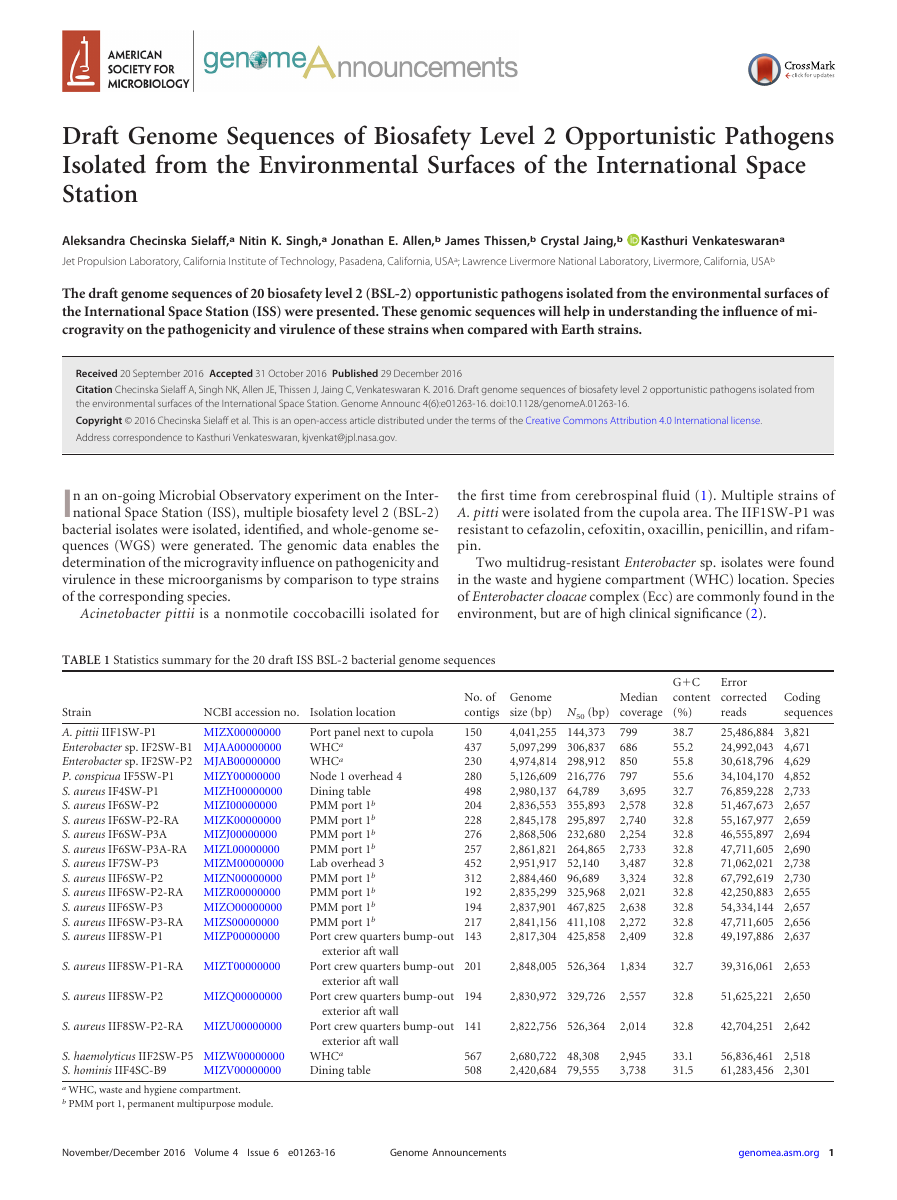 AMERICAN
SOCIETY FOR
MICROBIOLOGY
genomeAnnouncements
CrossMark
click for updates
Draft Genome Sequences of Biosafety Level 2 Opportunistic Pathogens
Isolated from the Environmental Surfaces of the International Space
Station
Aleksandra Checinska Sielaff,ᵃ Nitin K. Singh,ᵃ Jonathan E. Allen,ᵇ James Thissen,ᵇ Crystal Jaing,ᵇ iD Kasthuri Venkateswaranᵃ
Jet Propulsion Laboratory, California Institute of Technology, Pasadena, California, USAᵃ; Lawrence Livermore National Laboratory, Livermore, California, USAᵇ
The draft genome sequences of 20 biosafety level 2 (BSL-2) opportunistic pathogens isolated from the environmental surfaces of
the International Space Station (ISS) were presented. These genomic sequences will help in understanding the influence of mi-
crogravity on the pathogenicity and virulence of these strains when compared with Earth strains.
Received 20 September 2016 Accepted 31 October 2016 Published 29 December 2016
Citation Checinska Sielaff A, Singh NK, Allen JE, Thissen J, Jaing C, Venkateswaran K. 2016. Draft genome sequences of biosafety level 2 opportunistic pathogens isolated from
the environmental surfaces of the International Space Station. Genome Announc 4(6):e01263-16. doi:10.1128/genomeA.01263-16.
Copyright © 2016 Checinska Sielaff et al. This is an open-access article distributed under the terms of the Creative Commons Attribution 4.0 International license.
Address correspondence to Kasthuri Venkateswaran, kjvenkat@jpl.nasa.gov.
In an on-going Microbial Observatory experiment on the Inter-
national Space Station (ISS), multiple biosafety level 2 (BSL-2)
bacterial isolates were isolated, identified, and whole-genome se-
quences (WGS) were generated. The genomic data enables the
determination of the microgravity influence on pathogenicity and
virulence in these microorganisms by comparison to type strains
of the corresponding species.
Acinetobacter pittii is a nonmotile coccobacilli isolated for
the first time from cerebrospinal fluid (1). Multiple strains of
A. pitti were isolated from the cupola area. The IIF1SW-P1 was
resistant to cefazolin, cefoxitin, oxacillin, penicillin, and rifam-
pin.
Two multidrug-resistant Enterobacter sp. isolates were found
in the waste and hygiene compartment (WHC) location. Species
of Enterobacter cloacae complex (Ecc) are commonly found in the
environment, but are of high clinical significance (2).
TABLE 1 Statistics summary for the 20 draft ISS BSL-2 bacterial genome sequences
Strain NCBI accession no. Isolation location No. of contigs Genome size (bp) N₅₀ (bp) Median coverage G+C content (%) Error corrected reads Coding sequences
A. pittii IIF1SW-P1 MIZX00000000 Port panel next to cupola 150 4,041,255 144,373 799 38.7 25,486,884 3,821
Enterobacter sp. IF2SW-B1 MJAA00000000 WHCᵃ 437 5,097,299 306,837 686 55.2 24,992,043 4,671
Enterobacter sp. IF2SW-P2 MJAB00000000 WHCᵃ 230 4,974,814 298,912 850 55.8 30,618,796 4,629
P. conspicua IF5SW-P1 MIZY00000000 Node 1 overhead 4 280 5,126,609 216,776 797 55.6 34,104,170 4,852
S. aureus IF4SW-P1 MIZH00000000 Dining table 498 2,980,137 64,789 3,695 32.7 76,859,228 2,733
S. aureus IF6SW-P2 MIZI00000000 PMM port 1ᵇ 204 2,836,553 355,893 2,578 32.8 51,467,673 2,657
S. aureus IF6SW-P2-RA MIZK00000000 PMM port 1ᵇ 228 2,845,178 295,897 2,740 32.8 55,167,977 2,659
S. aureus IF6SW-P3A MIZJ00000000 PMM port 1ᵇ 276 2,868,506 232,680 2,254 32.8 46,555,897 2,694
S. aureus IF6SW-P3A-RA MIZL00000000 PMM port 1ᵇ 257 2,861,821 264,865 2,733 32.8 47,711,605 2,690
S. aureus IF7SW-P3 MIZM00000000 Lab overhead 3 452 2,951,917 52,140 3,487 32.8 71,062,021 2,738
S. aureus IIF6SW-P2 MIZN00000000 PMM port 1ᵇ 312 2,884,460 96,689 3,324 32.8 67,792,619 2,730
S. aureus IIF6SW-P2-RA MIZR00000000 PMM port 1ᵇ 192 2,835,299 325,968 2,021 32.8 42,250,883 2,655
S. aureus IIF6SW-P3 MIZO00000000 PMM port 1ᵇ 194 2,837,901 467,825 2,638 32.8 54,334,144 2,657
S. aureus IIF6SW-P3-RA MIZS00000000 PMM port 1ᵇ 217 2,841,156 411,108 2,272 32.8 47,711,605 2,656
S. aureus IIF8SW-P1 MIZP00000000 Port crew quarters bump-out 143 2,817,304 425,858 2,409 32.8 49,197,886 2,637
exterior aft wall
S. aureus IIF8SW-P1-RA MIZT00000000 Port crew quarters bump-out 201 2,848,005 526,364 1,834 32.7 39,316,061 2,653
exterior aft wall
S. aureus IIF8SW-P2 MIZQ00000000 Port crew quarters bump-out 194 2,830,972 329,726 2,557 32.8 51,625,221 2,650
exterior aft wall
S. aureus IIF8SW-P2-RA MIZU00000000 Port crew quarters bump-out 141 2,822,756 526,364 2,014 32.8 42,704,251 2,642
exterior aft wall
S. haemolyticus IIF2SW-P5 MIZW00000000 WHCᵃ 567 2,680,722 48,308 2,945 33.1 56,836,461 2,518
S. hominis IIF4SC-B9 MIZV00000000 Dining table 508 2,420,684 79,555 3,738 31.5 61,283,456 2,301
ᵃ WHC, waste and hygiene compartment.
ᵇ PMM port 1, permanent multipurpose module.
November/December 2016 Volume 4 Issue 6 e01263-16 Genome Announcements genomea.asm.org 1